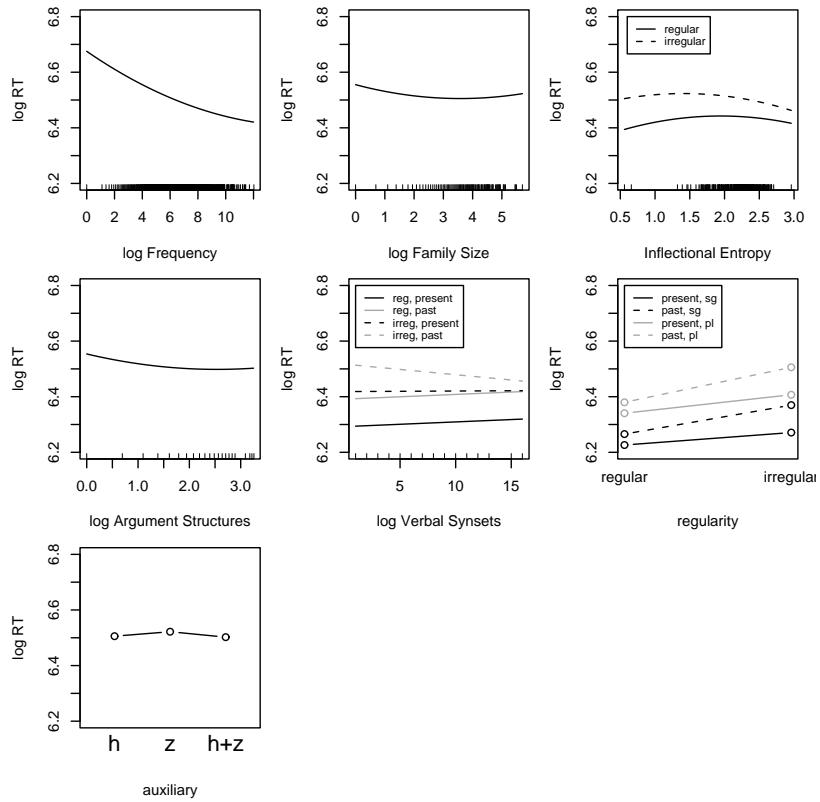 6.2 6.4 6.6 6.8
log RT
0 2 4 6 8 10
log Frequency
6.2 6.4 6.6 6.8
log RT
0 1 2 3 4 5
log Family Size
6.2 6.4 6.6 6.8
log RT
regular
irregular
0.5 1.0 1.5 2.0 2.5 3.0
Inflectional Entropy
6.2 6.4 6.6 6.8
log RT
0.0 1.0 2.0 3.0
log Argument Structures
6.2 6.4 6.6 6.8
log RT
reg, present
reg, past
irreg, present
irreg, past
5 10 15
log Verbal Synsets
6.2 6.4 6.6 6.8
log RT
present, sg
past, sg
present, pl
past, pl
regular irregular
regularity
6.2 6.4 6.6 6.8
log RT
h z h+z
auxiliary